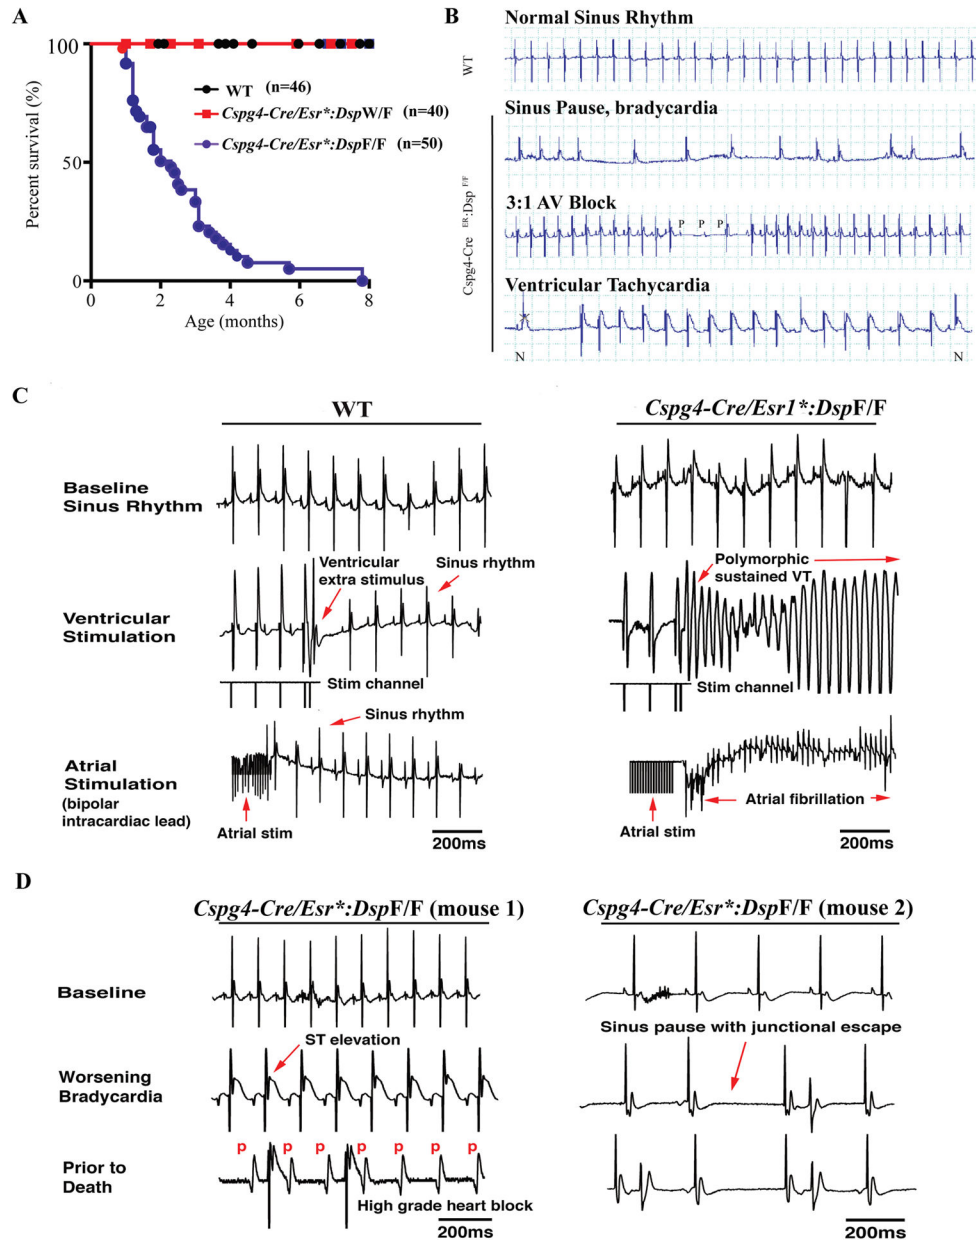 A
Percent survival (%)
100
50
0
0
2
4
6
8
Age (months)
WT (n=46)
Cspg4-Cre/Esr*:DspW/F (n=40)
Cspg4-Cre/Esr*:DspF/F (n=50)
B
Normal Sinus Rhythm
WT
Sinus Pause, bradycardia
3:1 AV Block
P P P
Ventricular Tachycardia
N N
Cspg4-Cre ER:Dsp F/F
C
WT
Cspg4-Cre/Esr1*:DspF/F
Baseline
Sinus Rhythm
Ventricular
extra stimulus
Sinus rhythm
Polymorphic
sustained VT
Ventricular
Stimulation
Stim channel
Stim channel
Sinus rhythm
Atrial
Stimulation
(bipolar
intracardiac lead)
Atrial stim
200ms
Atrial fibrillation
Atrial stim
200ms
D
Cspg4-Cre/Esr*:DspF/F (mouse 1)
Cspg4-Cre/Esr*:DspF/F (mouse 2)
Baseline
Sinus pause with junctional escape
ST elevation
Worsening
Bradycardia
p p p p p p p
Prior to
Death
High grade heart block
200ms
200ms